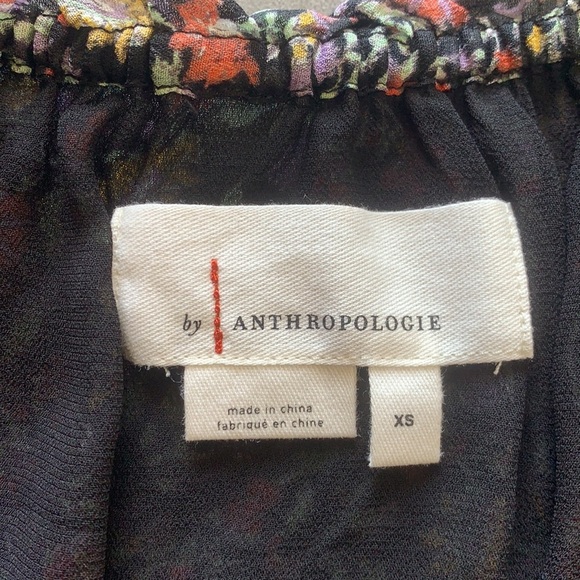 by ANTHROPOLOGIE
made in china
fabriqué en chine
XS